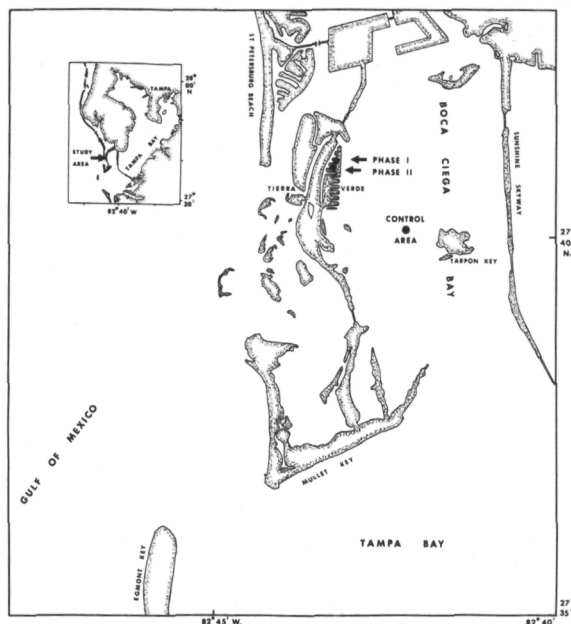 ST PETERSBURG BEACH
28°
00'
N
TAMPA
TAMPA BAY
STUDY
AREA
27°
30'
82° 40' W
BOCA CIEGA BAY
SUNSHINE SKYWAY
PHASE I
PHASE II
TIERRA VERDE
CONTROL
AREA
TARPON KEY
27°
40'
N.
GULF OF MEXICO
MULLET KEY
EGMONT KEY
TAMPA BAY
27°
35'
82° 45' W.
82° 40'